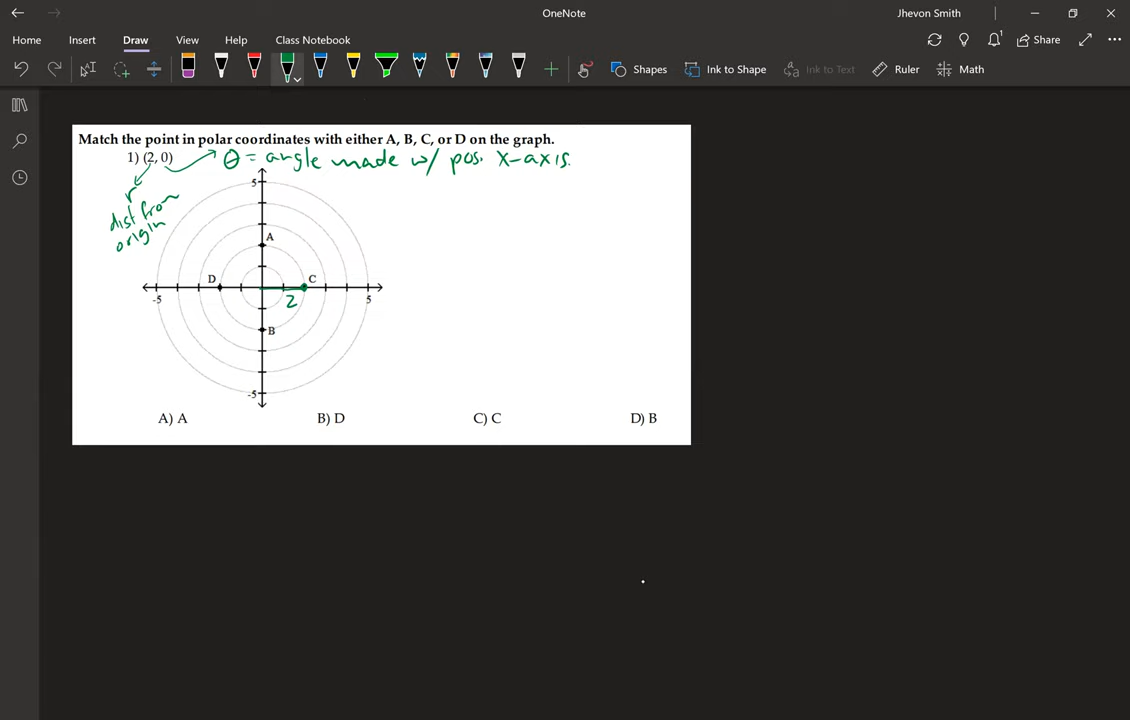 OneNote
Jhevon Smith
Home Insert Draw View Help Class Notebook
Share
Shapes Ink to Shape Ink to Text Ruler Math
Match the point in polar coordinates with either A, B, C, or D on the graph.
1) (2, 0) θ = angle made w/ pos. x-axis.
r
dist from
origin
5
A
D C
-5 2 5
B
-5
A) A B) D C) C D) B